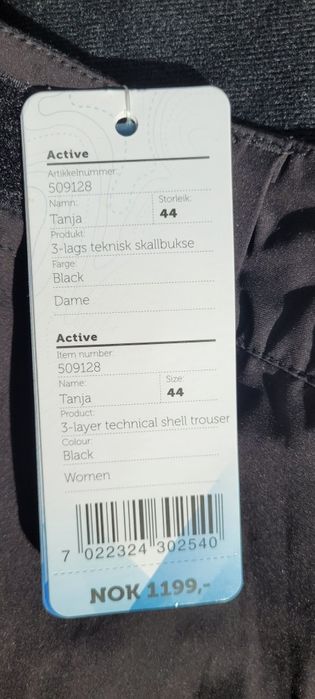 Active
Artikkelnummer:
509128
Namn: Storleik:
Tanja 44
Produkt:
3-lags teknisk skallbukse
Farge:
Black
Dame
Active
Item number:
509128
Name: Size:
Tanja 44
Product:
3-layer technical shell trouser
Colour:
Black
Women
7 022324 302540
NOK 1199,-